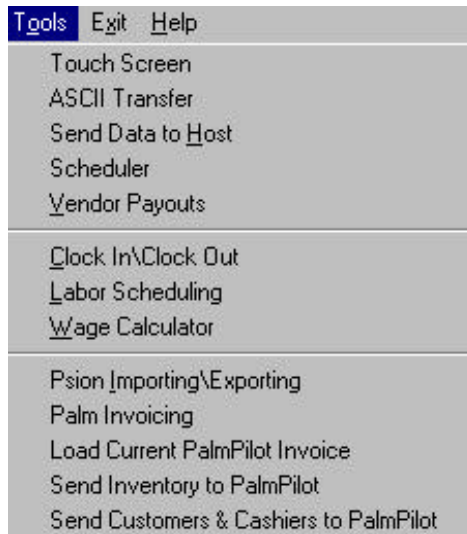 Tools Exit Help
Touch Screen
ASCII Transfer
Send Data to Host
Scheduler
Vendor Payouts
Clock In\Clock Out
Labor Scheduling
Wage Calculator
Psion Importing\Exporting
Palm Invoicing
Load Current PalmPilot Invoice
Send Inventory to PalmPilot
Send Customers & Cashiers to PalmPilot